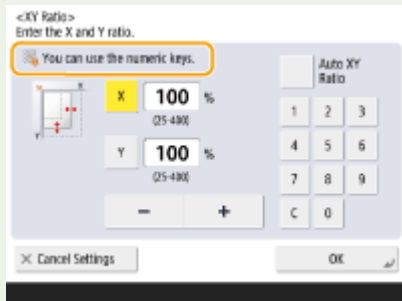 <XY Ratio>
Enter the X and Y ratio.
You can use the numeric keys.
X
Y
X 100 %
(25-400)
Y 100 %
(25-400)
- +
Auto XY
Ratio
1 2 3
4 5 6
7 8 9
C 0
× Cancel Settings
OK